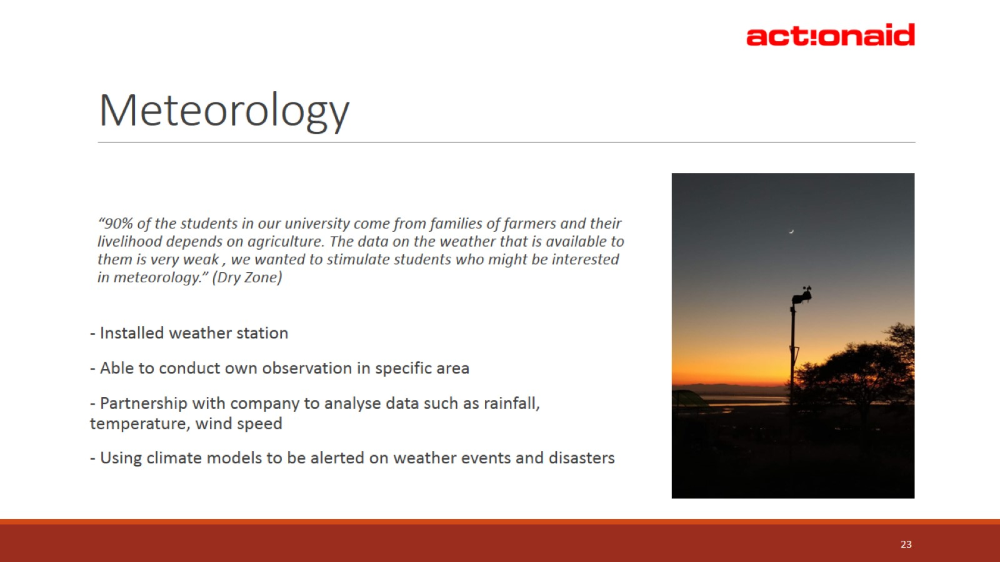 act!onaid
Meteorology
“90% of the students in our university come from families of farmers and their
livelihood depends on agriculture. The data on the weather that is available to
them is very weak , we wanted to stimulate students who might be interested
in meteorology.” (Dry Zone)
- Installed weather station
- Able to conduct own observation in specific area
- Partnership with company to analyse data such as rainfall,
temperature, wind speed
- Using climate models to be alerted on weather events and disasters
23